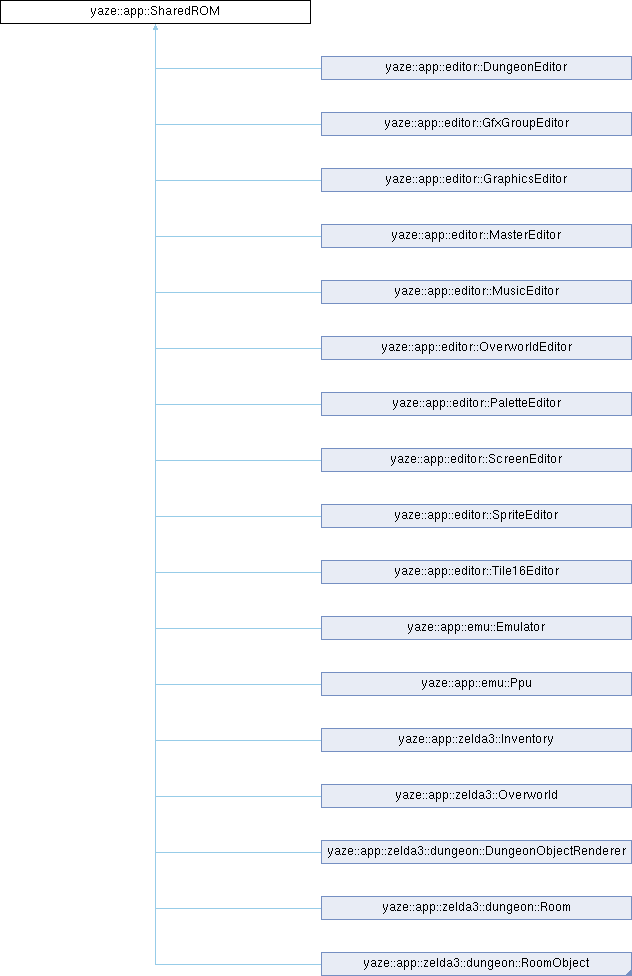 yaze::app::SharedROM
yaze::app::editor::DungeonEditor
yaze::app::editor::GfxGroupEditor
yaze::app::editor::GraphicsEditor
yaze::app::editor::MasterEditor
yaze::app::editor::MusicEditor
yaze::app::editor::OverworldEditor
yaze::app::editor::PaletteEditor
yaze::app::editor::ScreenEditor
yaze::app::editor::SpriteEditor
yaze::app::editor::Tile16Editor
yaze::app::emu::Emulator
yaze::app::emu::Ppu
yaze::app::zelda3::Inventory
yaze::app::zelda3::Overworld
yaze::app::zelda3::dungeon::DungeonObjectRenderer
yaze::app::zelda3::dungeon::Room
yaze::app::zelda3::dungeon::RoomObject